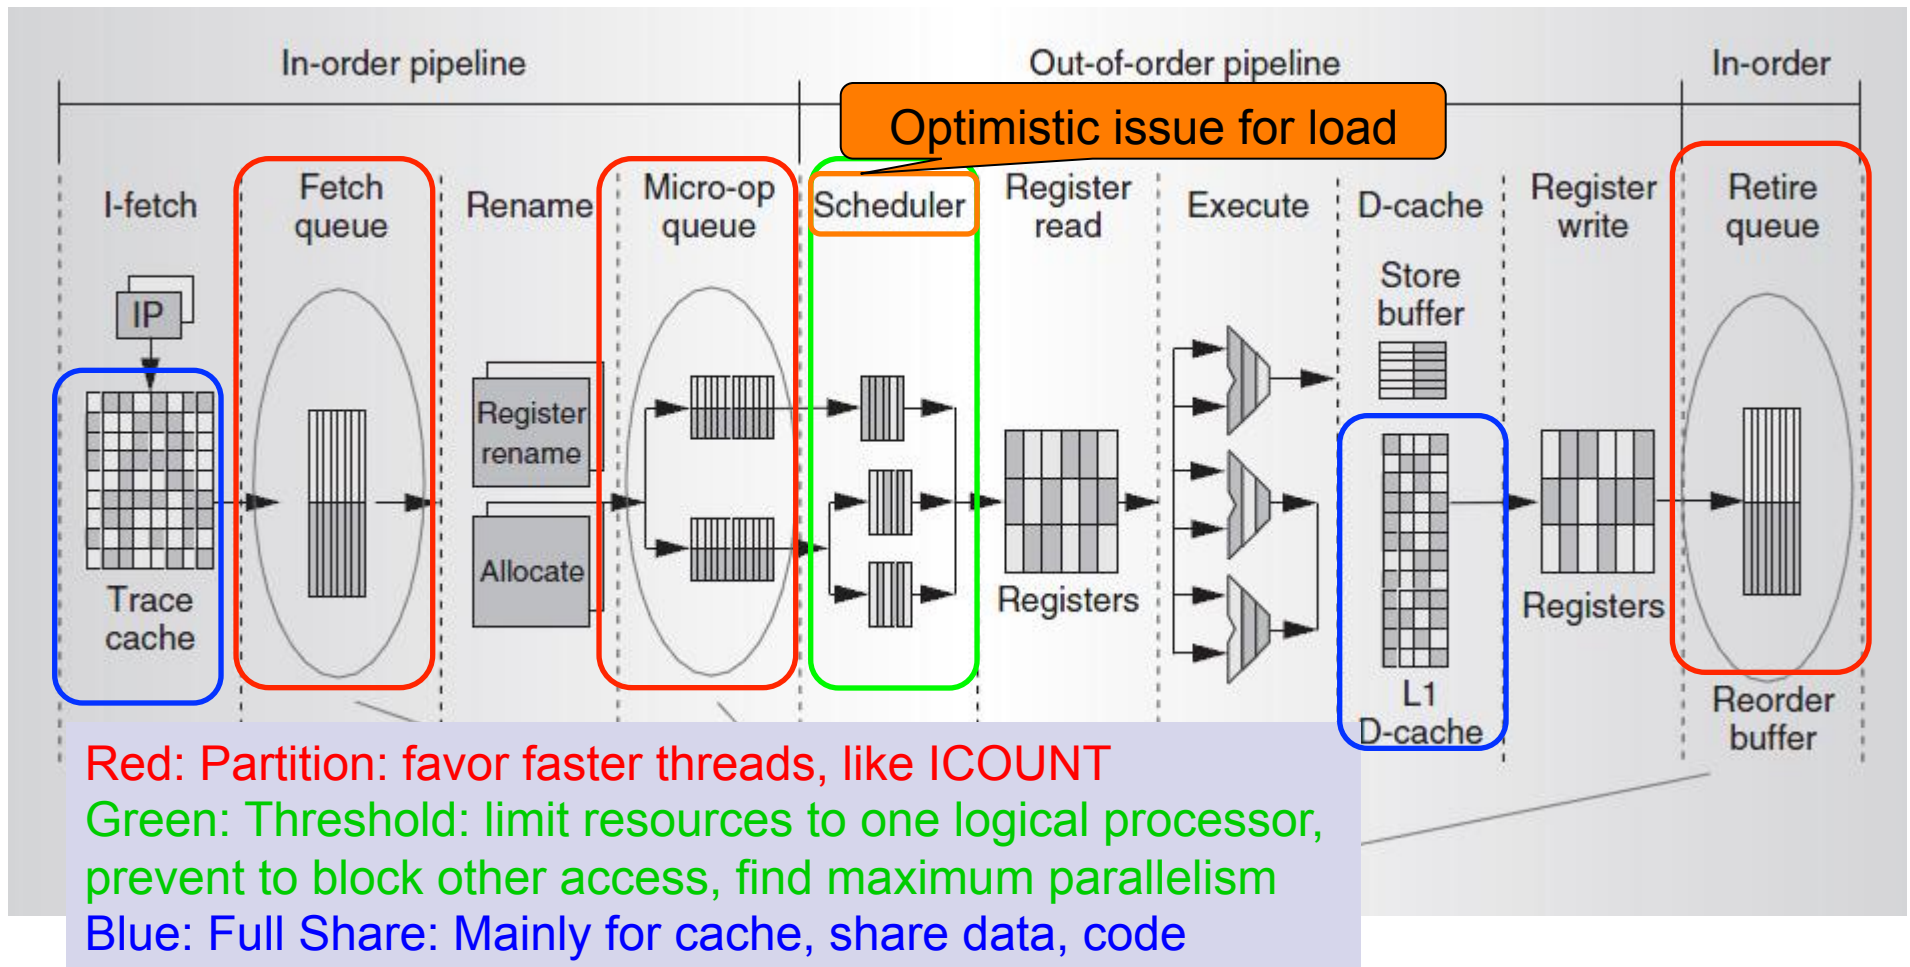 In-order pipeline
Out-of-order pipeline
In-order
Optimistic issue for load
I-fetch
Fetch
queue
Rename
Micro-op
queue
Scheduler
Register
read
Execute
D-cache
Register
write
Retire
queue
IP
Store
buffer
Register
rename
Allocate
Trace
cache
Registers
Registers
L1
D-cache
Reorder
buffer
Red: Partition: favor faster threads, like ICOUNT
Green: Threshold: limit resources to one logical processor,
prevent to block other access, find maximum parallelism
Blue: Full Share: Mainly for cache, share data, code